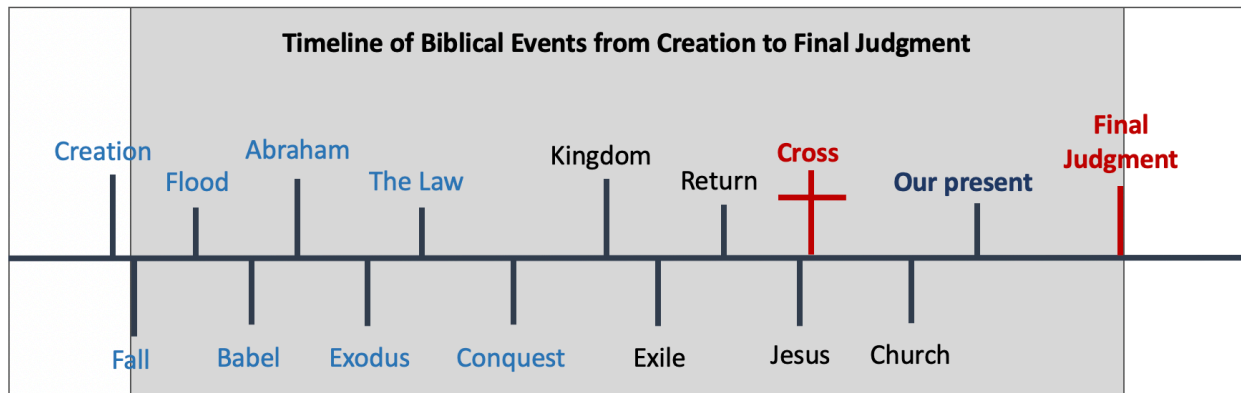 Timeline of Biblical Events from Creation to Final Judgment
Creation
Flood
Abraham
The Law
Kingdom
Return
Cross
Our present
Final
Judgment
Fall
Babel
Exodus
Conquest
Exile
Jesus
Church